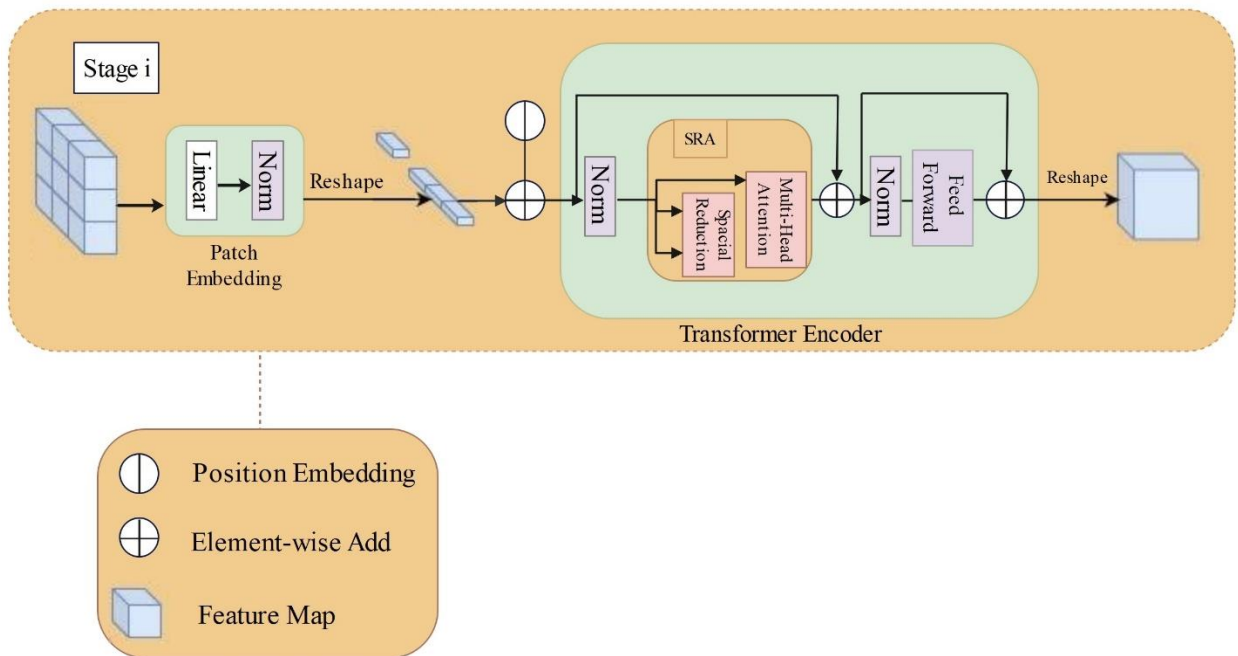 Stage i
Linear
Norm
Patch
Embedding
Reshape
Norm
SRA
Spacial
Reduction
Multi-Head
Attention
Norm
Feed
Forward
Reshape
Transformer Encoder
Position Embedding
Element-wise Add
Feature Map